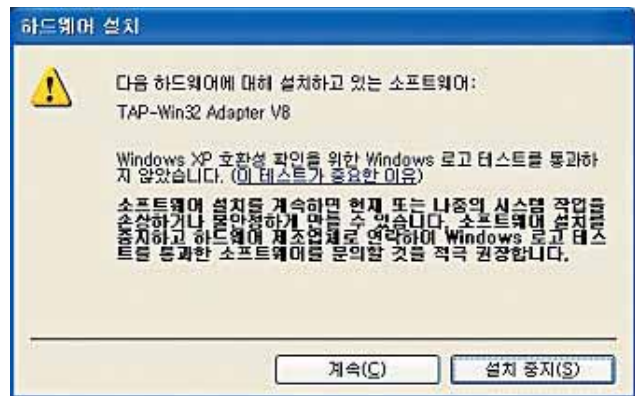 하드웨어 설치
다음 하드웨어에 대해 설치하고 있는 소프트웨어:
TAP-Win32 Adapter V8
Windows XP 호환성 확인을 위한 Windows 로고 테스트를 통과하
지 않았습니다. (이 테스트가 중요한 이유)
소프트웨어 설치를 계속하면 현재 또는 나중의 시스템 작업을
손상하거나 불안정하게 만들 수 있습니다. 소프트웨어 설치를
중지하고 하드웨어 제조업체로 연락하여 Windows 로고 테스
트를 통과한 소프트웨어를 문의할 것을 적극 권장합니다.
계속(C)
설치 중지(S)